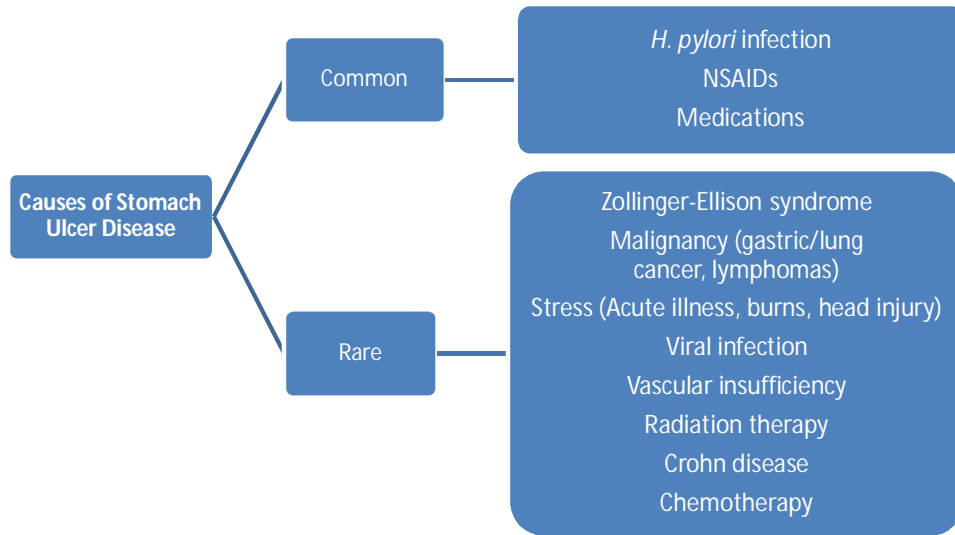 Causes of Stomach
Ulcer Disease
Common
H. pylori infection
NSAIDs
Medications
Rare
Zollinger-Ellison syndrome
Malignancy (gastric/lung
cancer, lymphomas)
Stress (Acute illness, burns, head injury)
Viral infection
Vascular insufficiency
Radiation therapy
Crohn disease
Chemotherapy